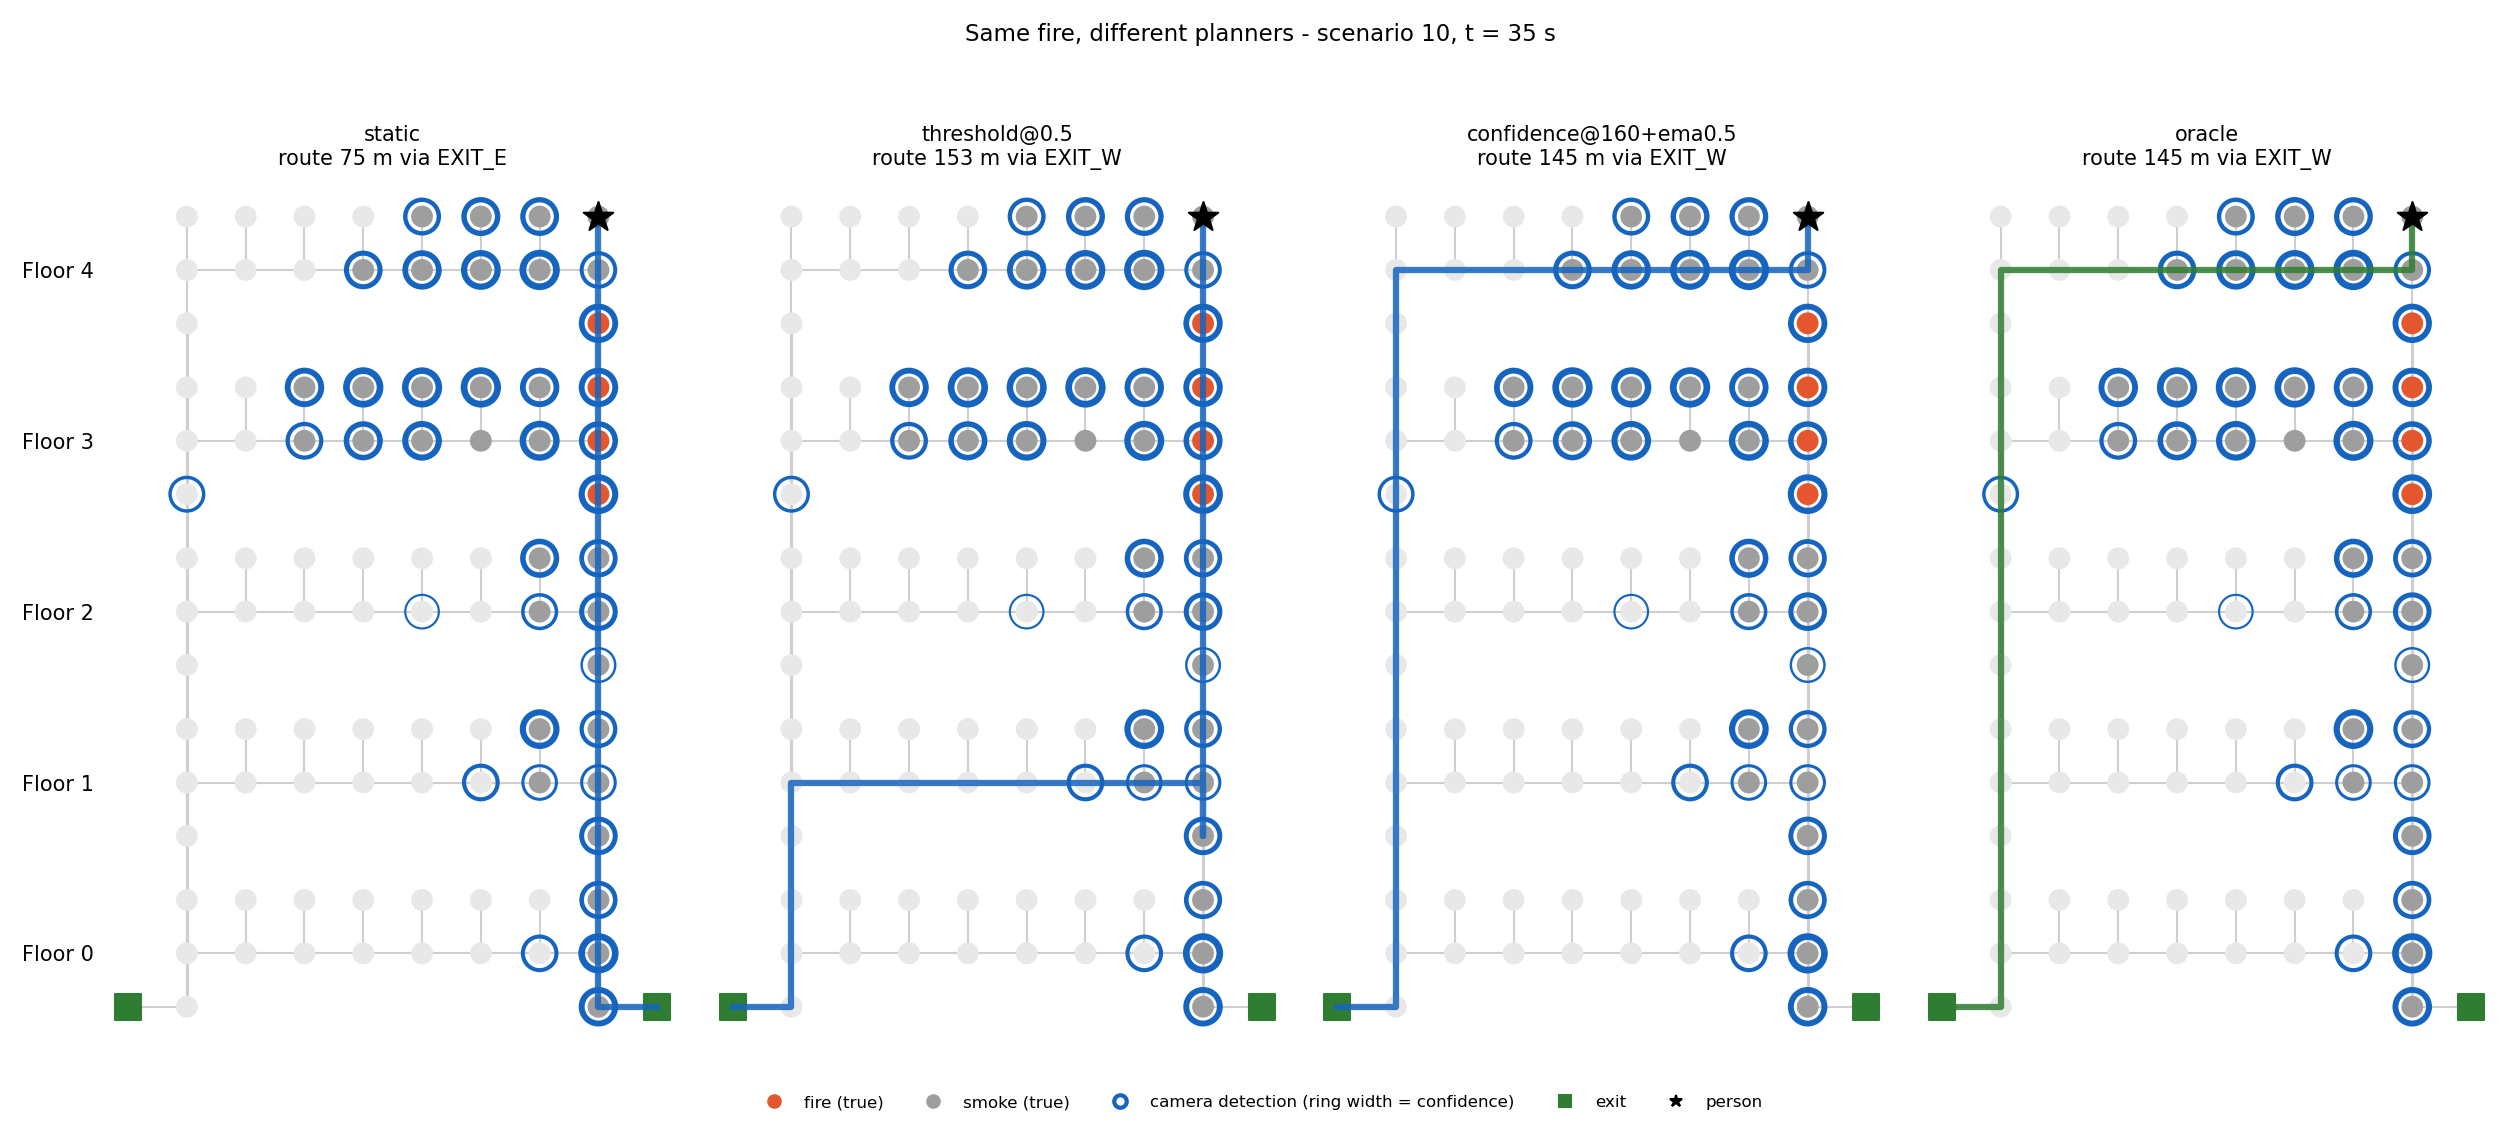 Same fire, different planners - scenario 10, t = 35 s
static
route 75 m via EXIT_E
threshold@0.5
route 153 m via EXIT_W
confidence@160+ema0.5
route 145 m via EXIT_W
oracle
route 145 m via EXIT_W
Floor 4
Floor 3
Floor 2
Floor 1
Floor 0
fire (true)
smoke (true)
camera detection (ring width = confidence)
exit
person